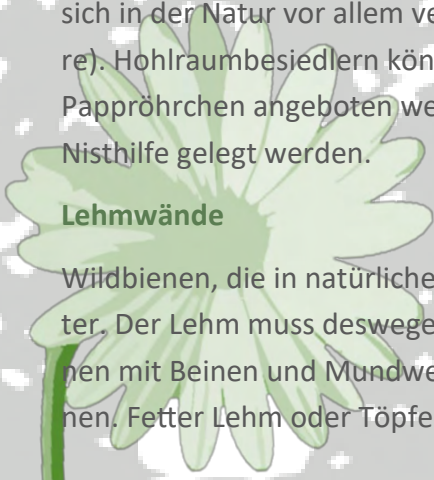 sich in der Natur vor allem ve
re). Hohlraumbesiedlern kön
Pappröhrchen angeboten we
Nisthilfe gelegt werden.
Lehmwände
Wildbienen, die in natürliche
ter. Der Lehm muss deswege
nen mit Beinen und Mundwe
nen. Fetter Lehm oder Töpfe